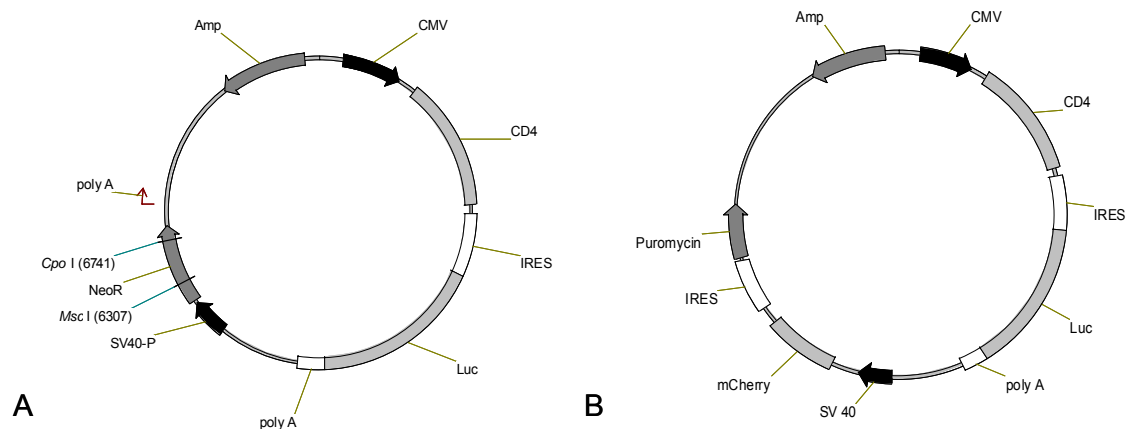 Amp
CMV
CD4
IRES
Luc
poly A
SV40-P
Msc I (6307)
NeoR
Cpo I (6741)
poly A
A
Amp
CMV
CD4
IRES
Luc
poly A
SV 40
mCherry
IRES
Puromycin
B